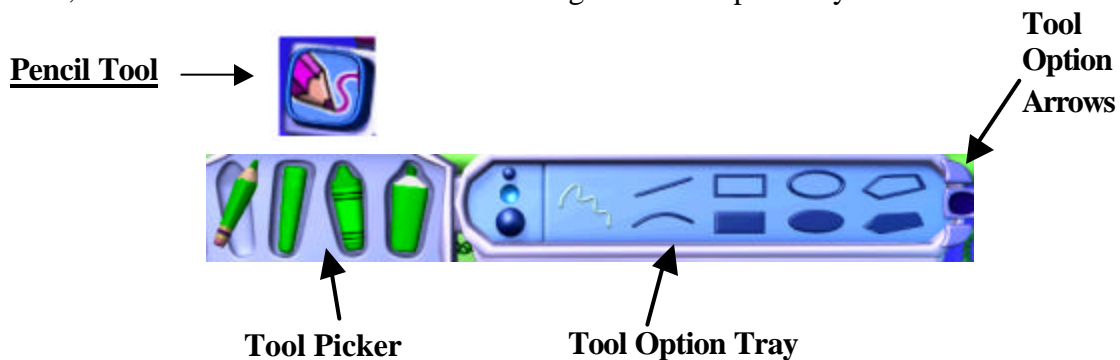 Tool
Option
Arrows
Pencil Tool
Tool Picker
Tool Option Tray